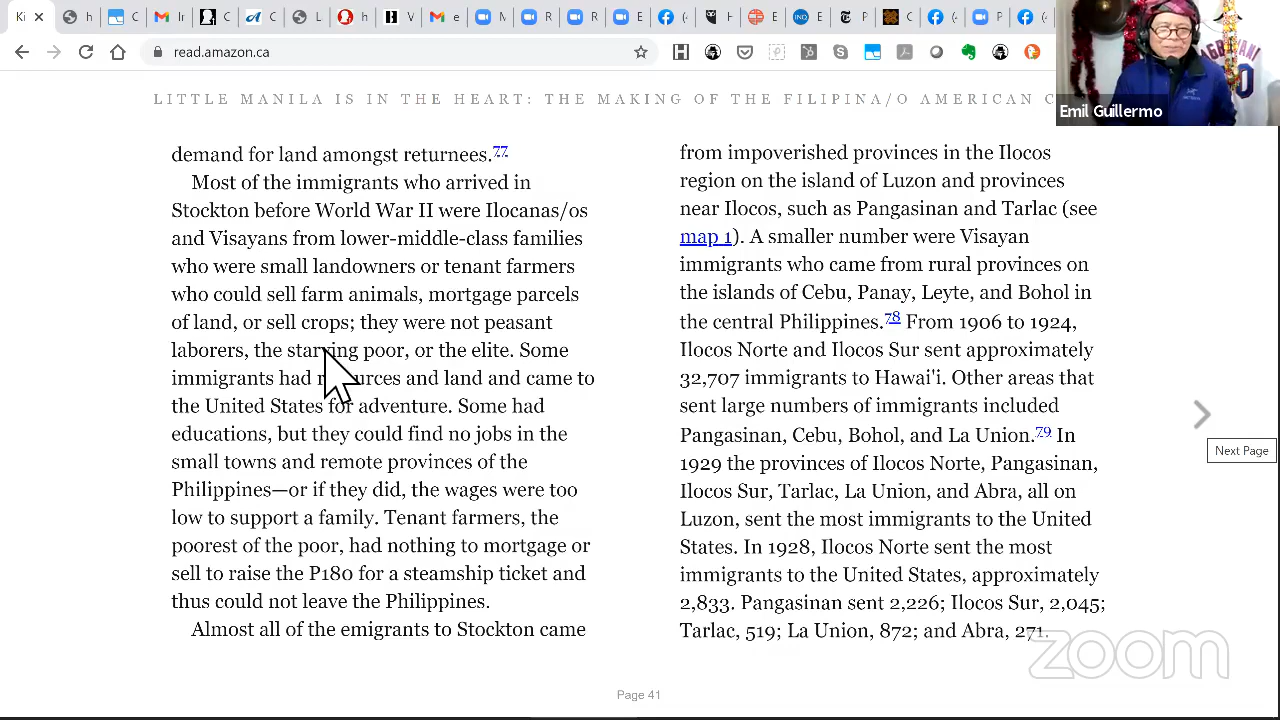 Ki
C
M In
C
C
L
h
V
M e
M
R
R
E
(
F
E
INQ E
P
(
P
(
read.amazon.ca
LITTLE MANILA IS IN THE HEART: THE MAKING OF THE FILIPINA/O AMERICAN C
Emil Guillermo
demand for land amongst returnees.77
Most of the immigrants who arrived in
Stockton before World War II were Ilocanas/os
and Visayans from lower-middle-class families
who were small landowners or tenant farmers
who could sell farm animals, mortgage parcels
of land, or sell crops; they were not peasant
laborers, the starving poor, or the elite. Some
immigrants had resources and land and came to
the United States for adventure. Some had
educations, but they could find no jobs in the
small towns and remote provinces of the
Philippines—or if they did, the wages were too
low to support a family. Tenant farmers, the
poorest of the poor, had nothing to mortgage or
sell to raise the P180 for a steamship ticket and
thus could not leave the Philippines.
Almost all of the emigrants to Stockton came
from impoverished provinces in the Ilocos
region on the island of Luzon and provinces
near Ilocos, such as Pangasinan and Tarlac (see
map 1). A smaller number were Visayan
immigrants who came from rural provinces on
the islands of Cebu, Panay, Leyte, and Bohol in
the central Philippines.78 From 1906 to 1924,
Ilocos Norte and Ilocos Sur sent approximately
32,707 immigrants to Hawai'i. Other areas that
sent large numbers of immigrants included
Pangasinan, Cebu, Bohol, and La Union.79 In
1929 the provinces of Ilocos Norte, Pangasinan,
Ilocos Sur, Tarlac, La Union, and Abra, all on
Luzon, sent the most immigrants to the United
States. In 1928, Ilocos Norte sent the most
immigrants to the United States, approximately
2,833. Pangasinan sent 2,226; Ilocos Sur, 2,045;
Tarlac, 519; La Union, 872; and Abra, 271.
Next Page
zoom
Page 41